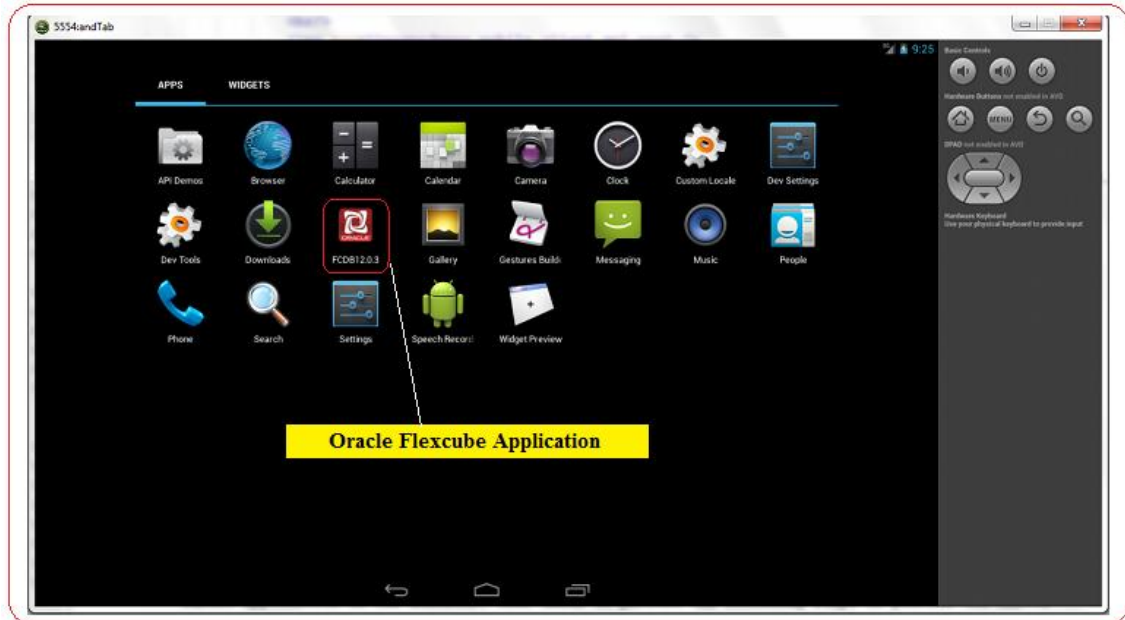 5554:andTab
9:25
APPS WIDGETS
API Demos Browser Calculator Calendar Camera Clock Custom Locale Dev Settings
Dev Tools Downloads FCDB12.0.3 Gallery Gestures Builde Messaging Music People
ORACLE
Phone Search Settings Speech Record Widget Preview
Oracle Flexcube Application
Basic Controls
Hardware Buttons not enabled in AVD
MENU
DPAD not enabled in AVD
Hardware Keyboard
Use your physical keyboard to provide input